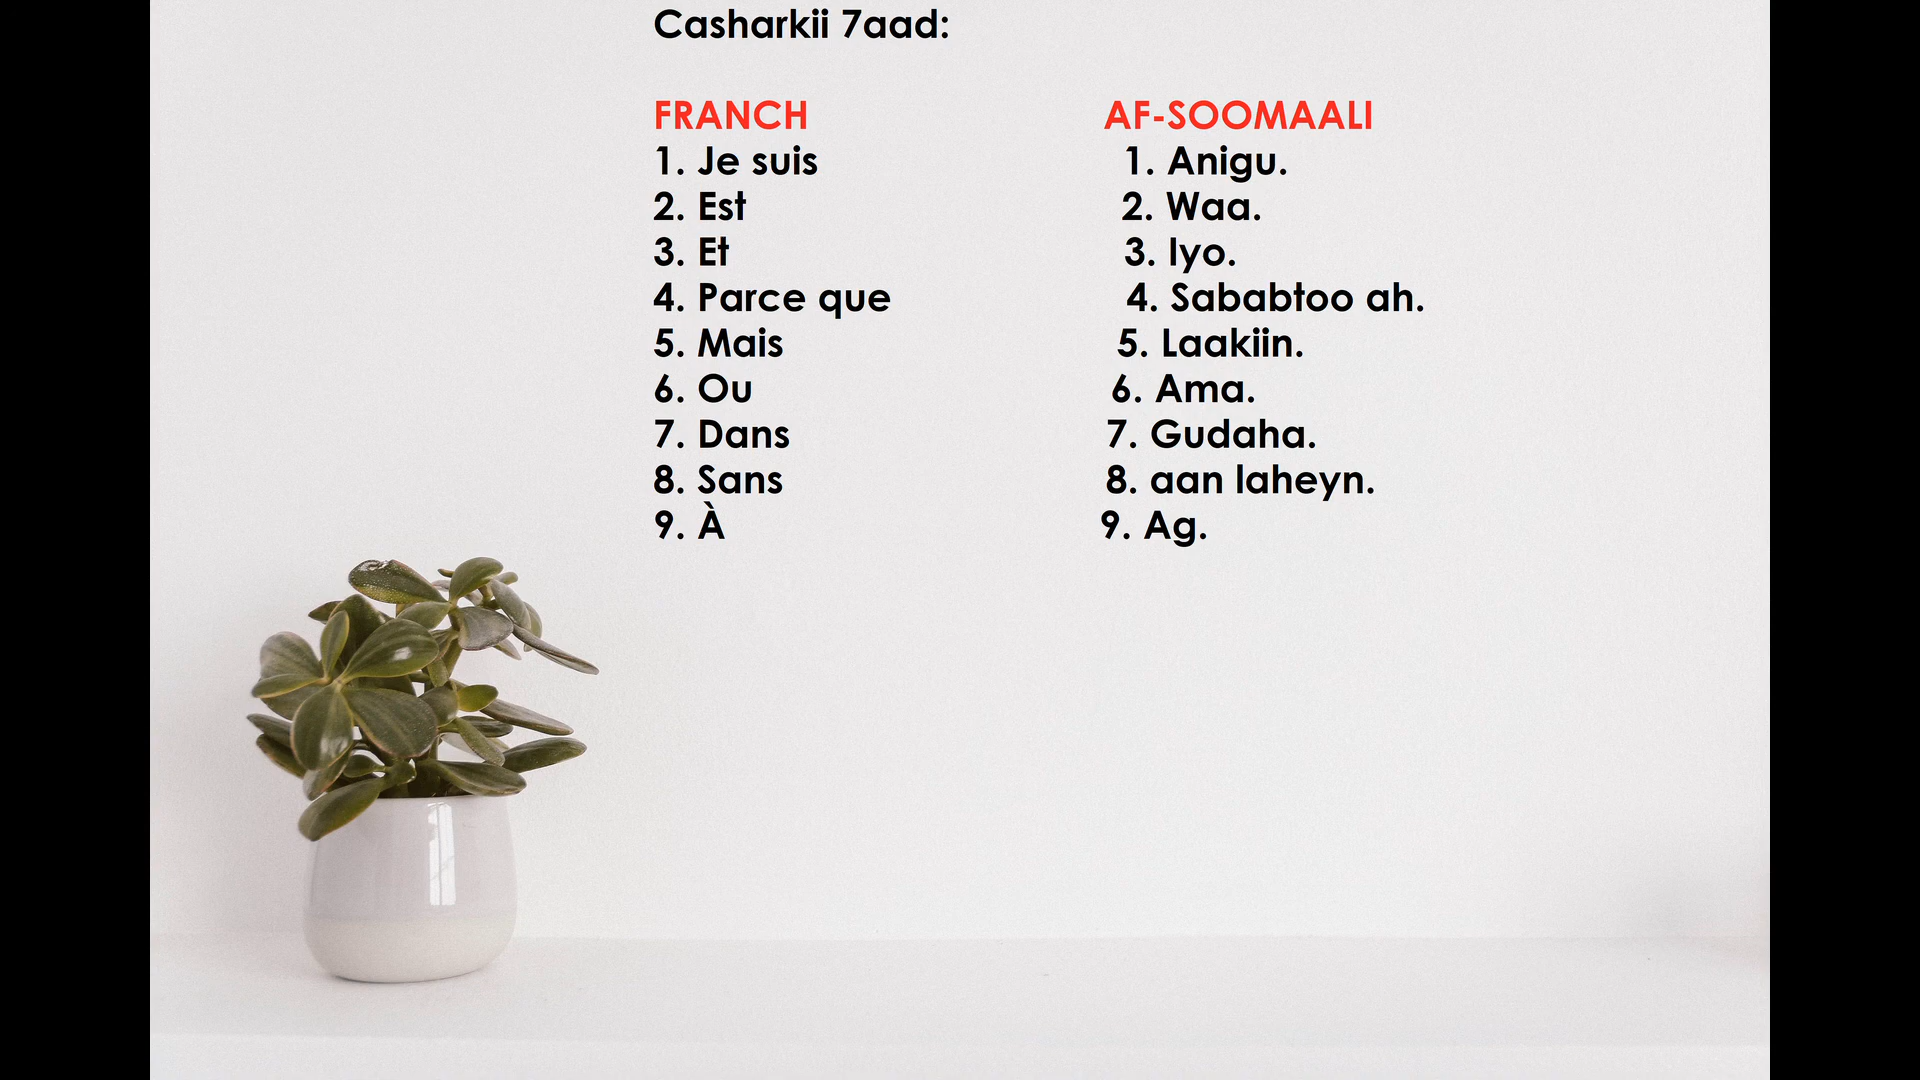 Casharkii 7aad:
FRANCH AF-SOOMAALI
1. Je suis 1. Anigu.
2. Est 2. Waa.
3. Et 3. Iyo.
4. Parce que 4. Sababtoo ah.
5. Mais 5. Laakiin.
6. Ou 6. Ama.
7. Dans 7. Gudaha.
8. Sans 8. aan laheyn.
9. À 9. Ag.